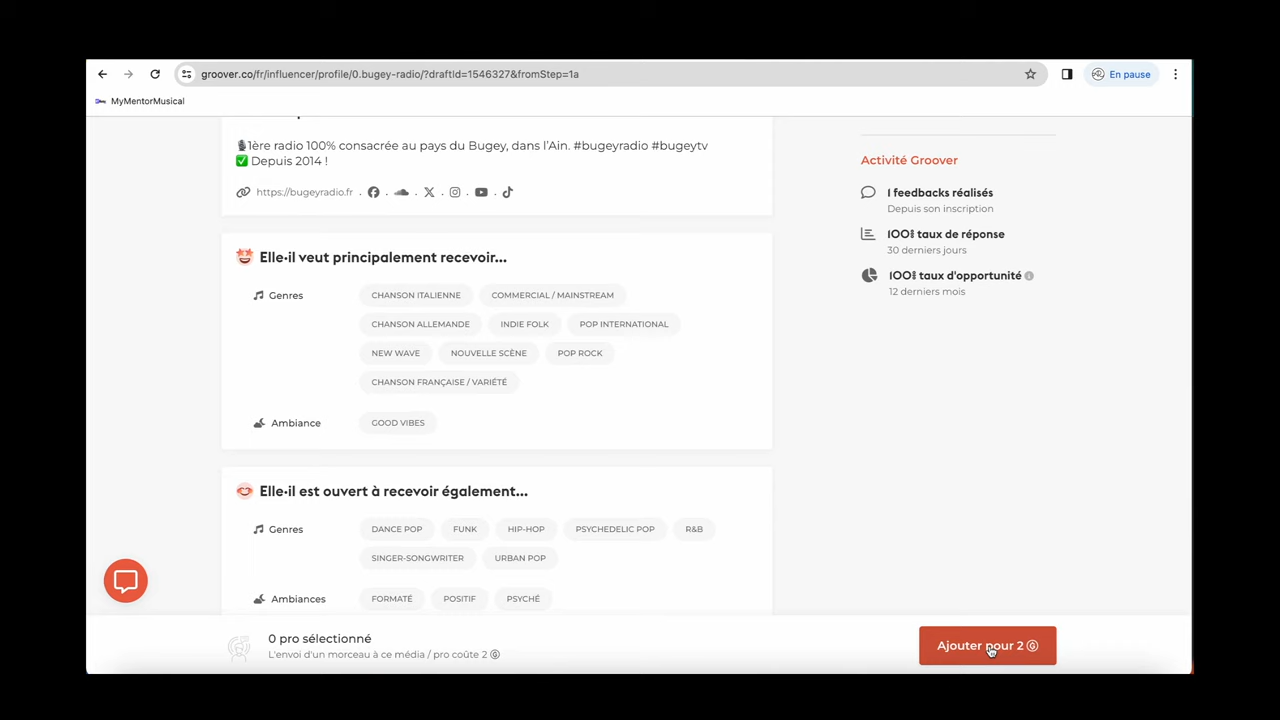 groover.co/fr/influencer/profile/0.bugey-radio/?draftId=1546327&fromStep=1a
En pause
MyMentorMusical
🎙1ère radio 100% consacrée au pays du Bugey, dans l'Ain. #bugeyradio #bugeytv
✅ Depuis 2014 !
https://bugeyradio.fr
Elle·il veut principalement recevoir...
Genres
CHANSON ITALIENNE
COMMERCIAL / MAINSTREAM
CHANSON ALLEMANDE
INDIE FOLK
POP INTERNATIONAL
NEW WAVE
NOUVELLE SCÈNE
POP ROCK
CHANSON FRANÇAISE / VARIÉTÉ
Ambiance
GOOD VIBES
Elle·il est ouvert à recevoir également...
Genres
DANCE POP
FUNK
HIP-HOP
PSYCHEDELIC POP
R&B
SINGER-SONGWRITER
URBAN POP
Ambiances
FORMATÉ
POSITIF
PSYCHÉ
Activité Groover
1 feedbacks réalisés
Depuis son inscription
100% taux de réponse
30 derniers jours
100% taux d'opportunité
12 derniers mois
0 pro sélectionné
L'envoi d'un morceau à ce média / pro coûte 2
Ajouter pour 2